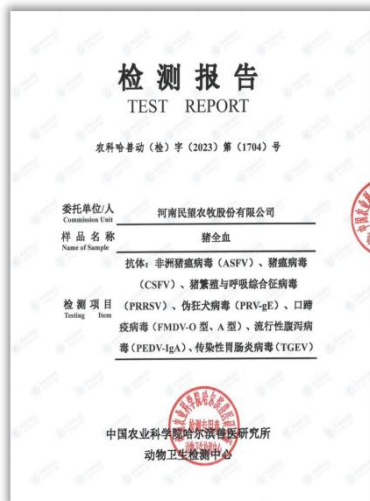 检测报告
TEST REPORT
农科哈兽动（检）字（2023）第（1704）号
委托单位/人
Commission Unit
河南民望农牧股份有限公司
样品名称
Name of Sample
猪全血
检测项目
Testing Item
抗体：非洲猪瘟病毒（ASFV）、猪瘟病毒
（CSFV）、猪繁殖与呼吸综合征病毒
（PRRSV）、伪狂犬病毒（PRV-gE）、口蹄
疫病毒（FMDV-O 型、A 型）、流行性腹泻病
毒（PEDV-IgA）、传染性胃肠炎病毒（TGEV）
中国农业科学院哈尔滨兽医研究所
动物卫生检测中心